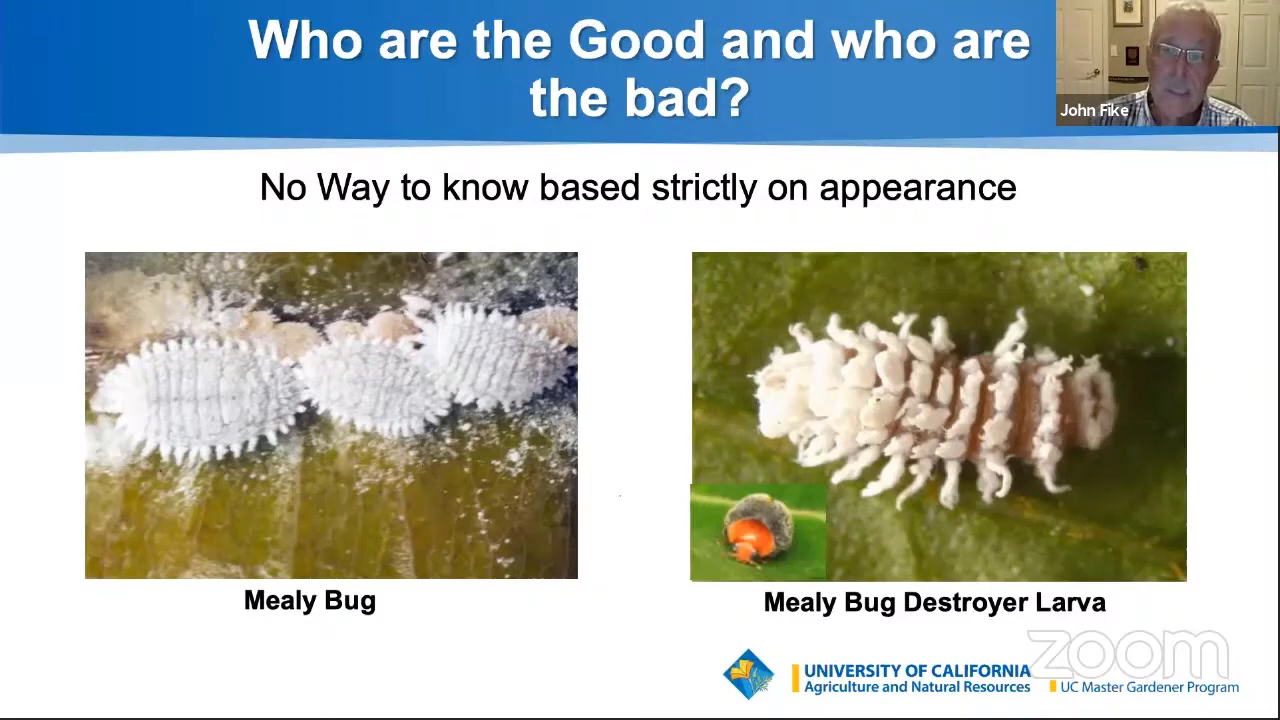 Who are the Good and who are
the bad?
John Fike
No Way to know based strictly on appearance
Mealy Bug
Mealy Bug Destroyer Larva
zoom
UNIVERSITY OF CALIFORNIA
Agriculture and Natural Resources
UC Master Gardener Program